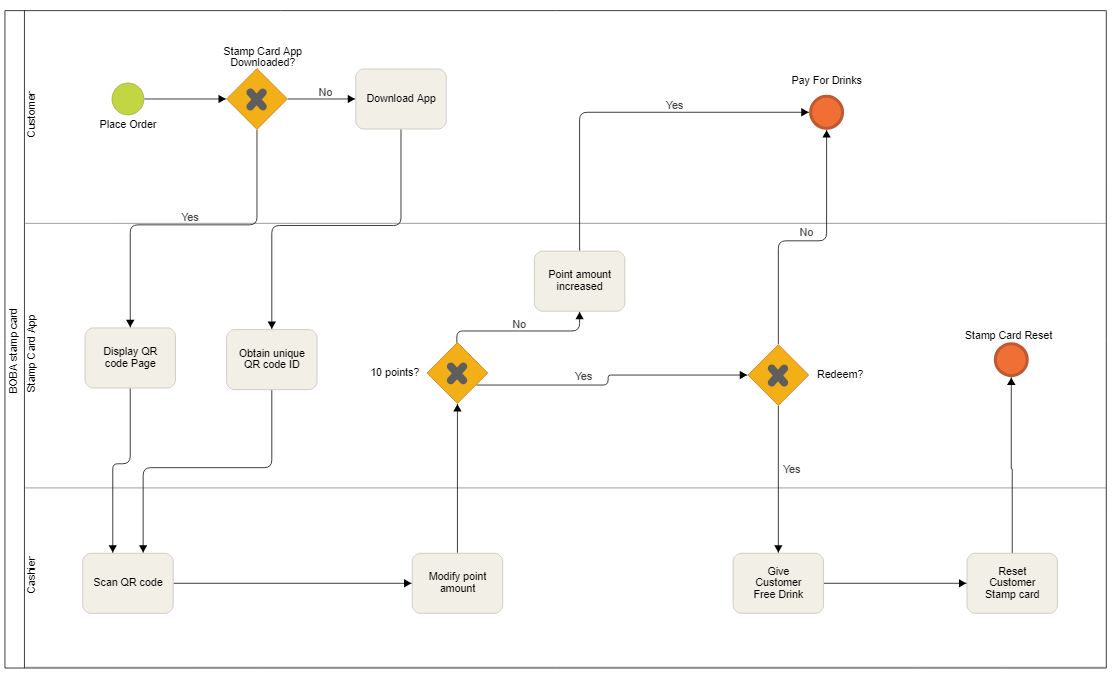 BOBA stamp card
Customer
Stamp Card App
Downloaded?
Place Order
No
Download App
Yes
Pay For Drinks
Yes
Stamp Card App
Display QR
code Page
Obtain unique
QR code ID
10 points?
No
Point amount
increased
Yes
No
Redeem?
Yes
Stamp Card Reset
Cashier
Scan QR code
Modify point
amount
Give
Customer
Free Drink
Reset
Customer
Stamp card